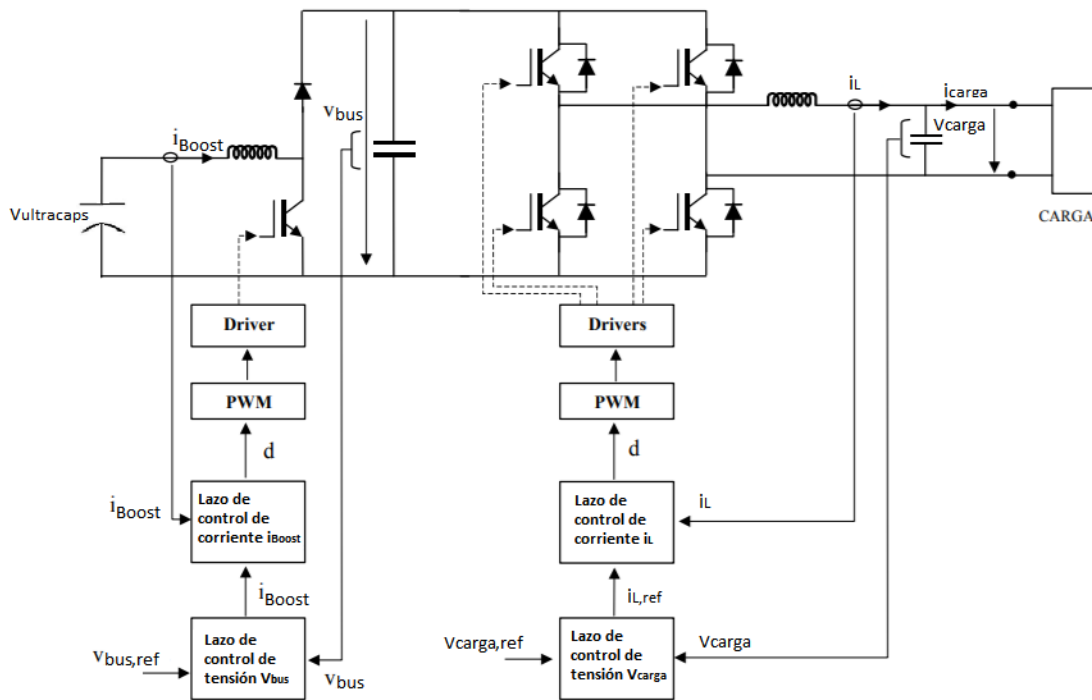 iL
icarga
Vbus
Vcarga
iBoost
Vultracaps
CARGA
Driver
Drivers
PWM
PWM
d
d
iBoost
Lazo de
control de
corriente iBoost
Lazo de
control de
corriente iL
iL
iBoost
iL,ref
Vbus,ref
Lazo de
control de
tensión Vbus
Vbus
Vcarga,ref
Lazo de
control de
tensión Vcarga
Vcarga